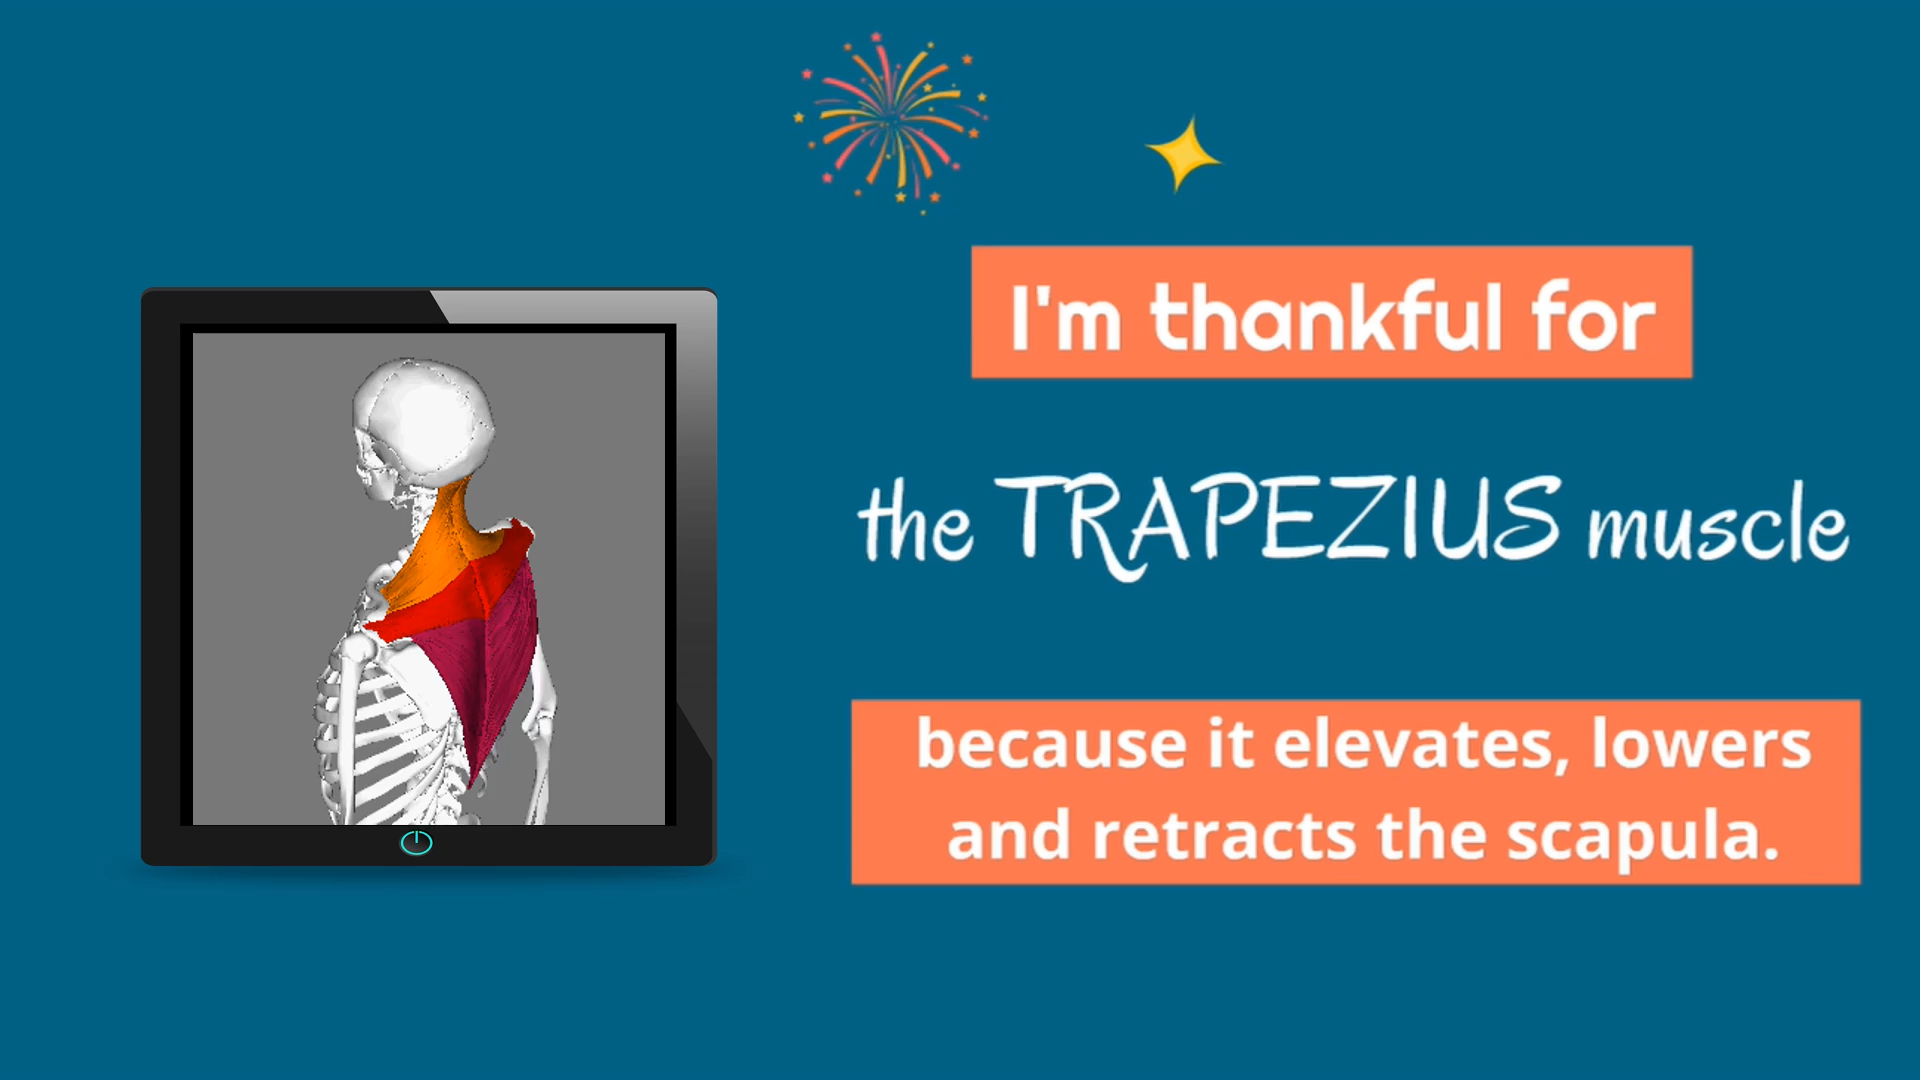 I'm thankful for
the TRAPEZIUS muscle
because it elevates, lowers
and retracts the scapula.